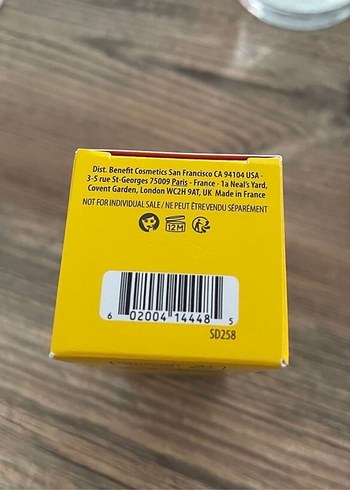 Dist. Benefit Cosmetics San Francisco CA 94104 USA -
3-5 rue St-Georges 75009 Paris - France - 1a Neal's Yard,
Covent Garden, London WC2H 9AT, UK Made in France
NOT FOR INDIVIDUAL SALE / NE PEUT ÊTRE VENDU SÉPARÉMENT
12M
6 02004 14448 5
SD258